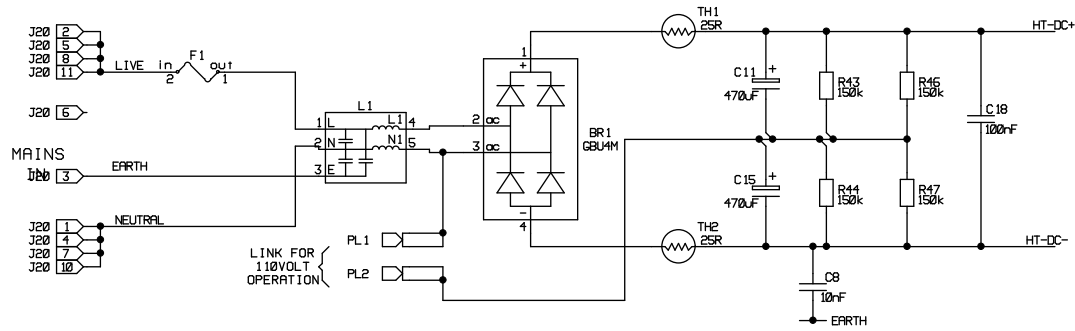 TH1
25R
HT-DC+
J20 2
J20 5
J20 8
J20 11
LIVE
in
2
F1
out
1
1
+
C11
+
470uF
R43
150k
R46
150k
J20 6
L1
1 L
L1
4
2 ac
C18
100nF
2 N
N1
5
3 ac
BR1
GBU4M
MAINS
IN
J20 3
EARTH
3 E
C15
+
470uF
R44
150k
R47
150k
-
4
J20 1
J20 4
J20 7
J20 10
NEUTRAL
TH2
25R
HT-DC-
PL1
LINK FOR
110VOLT
OPERATION
PL2
C8
10nF
EARTH